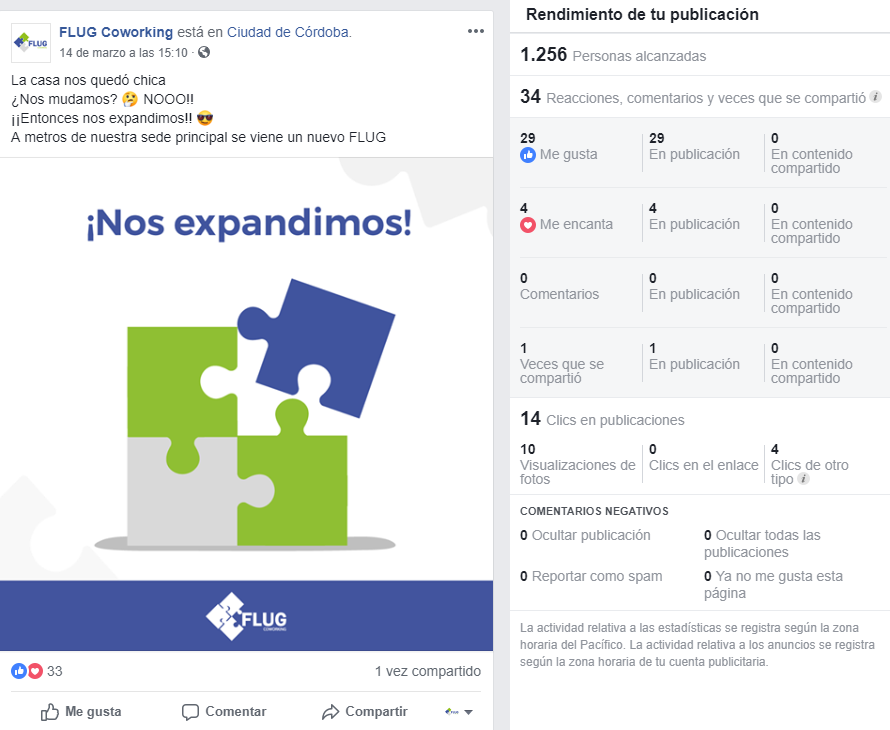 FLUG Coworking está en Ciudad de Córdoba.
14 de marzo a las 15:10 ·
FLUG
La casa nos quedó chica
¿Nos mudamos? 🤔 NOOO!!
¡¡Entonces nos expandimos!! 😎
A metros de nuestra sede principal se viene un nuevo FLUG
¡Nos expandimos!
FLUG
COWORKING
33
1 vez compartido
Me gusta
Comentar
Compartir
Rendimiento de tu publicación
1.256 Personas alcanzadas
34 Reacciones, comentarios y veces que se compartió
29
Me gusta
29
En publicación
0
En contenido
compartido
4
Me encanta
4
En publicación
0
En contenido
compartido
0
Comentarios
0
En publicación
0
En contenido
compartido
1
Veces que se
compartió
1
En publicación
0
En contenido
compartido
14 Clics en publicaciones
10
Visualizaciones de
fotos
0
Clics en el enlace
4
Clics de otro
tipo
COMENTARIOS NEGATIVOS
0 Ocultar publicación
0 Ocultar todas las
publicaciones
0 Reportar como spam
0 Ya no me gusta esta
página
La actividad relativa a las estadísticas se registra según la zona
horaria del Pacífico. La actividad relativa a los anuncios se registra
según la zona horaria de tu cuenta publicitaria.